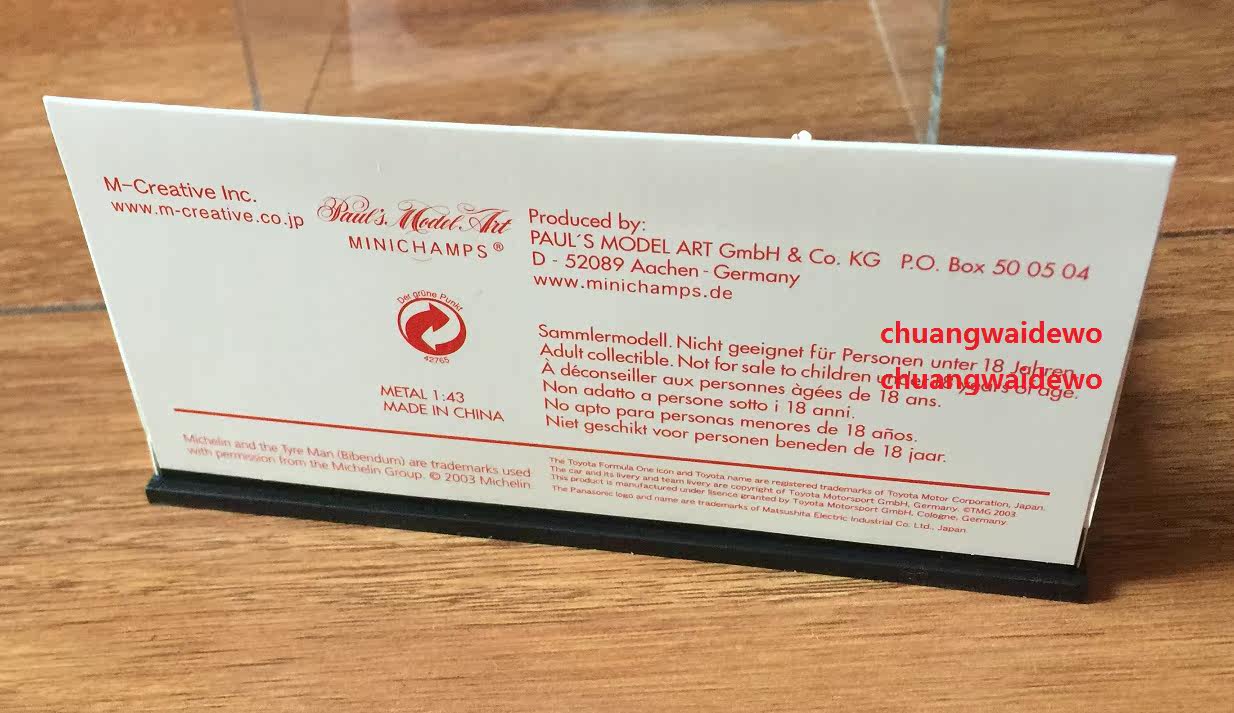 M-Creative Inc.
www.m-creative.co.jp
Paul's Model Art
MINICHAMPS®
Der grüne Punkt
42765
METAL 1:43
MADE IN CHINA
Produced by:
PAUL´S MODEL ART GmbH & Co. KG P.O. Box 50 05 04
D - 52089 Aachen - Germany
www.minichamps.de
Sammlermodell. Nicht geeignet für Personen unter 18 Jahren.
Adult collectible. Not for sale to children under 18 years of age.
À déconseiller aux personnes àgées de 18 ans.
Non adatto a persone sotto i 18 anni.
No apto para personas menores de 18 años.
Niet geschikt voor personen beneden de 18 jaar.
chuangwaidewo
chuangwaidewo
Michelin and the Tyre Man (Bibendum) are trademarks used
with permission from the Michelin Group. © 2003 Michelin
The Toyota Formula One Icon and Toyota name are registered trademarks of Toyota Motor Corporation, Japan.
The car and its livery and team livery are copyright of Toyota Motorsport GmbH, Germany. ©TMG 2003.
This product is manufactured under lisence granted by Toyota Motorsport GmbH, Cologne, Germany.
The Panasonic logo and name are trademarks of Matsushita Electric Industrial Co. Ltd., Japan